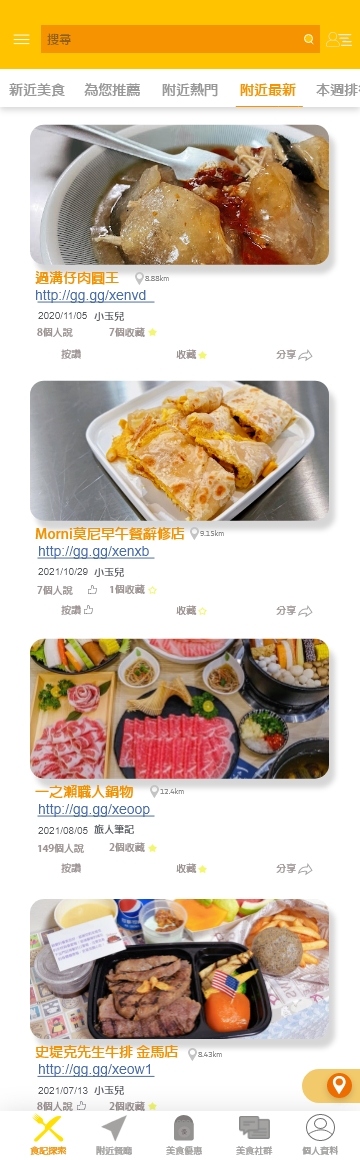 搜尋
新近美食 為您推薦 附近熱門 附近最新 本週排
過溝仔肉圓王 8.88km
http://gg.gg/xenvd
2020/11/05 小玉兒
8個人說 7個收藏
按讚 收藏 分享
Morni莫尼早午餐辭修店 9.15km
http://gg.gg/xenxb
2021/10/29 小玉兒
7個人說 1個收藏
按讚 收藏 分享
一之瀨職人鍋物 12.4km
http://gg.gg/xeoop
2021/08/05 旅人筆記
149個人說 2個收藏
按讚 收藏 分享
史堤克先生牛排 金馬店 8.43km
http://gg.gg/xeow1
2021/07/13 小玉兒
8個人說 2個收藏
食記探索 附近餐廳 美食優惠 美食社群 個人資料